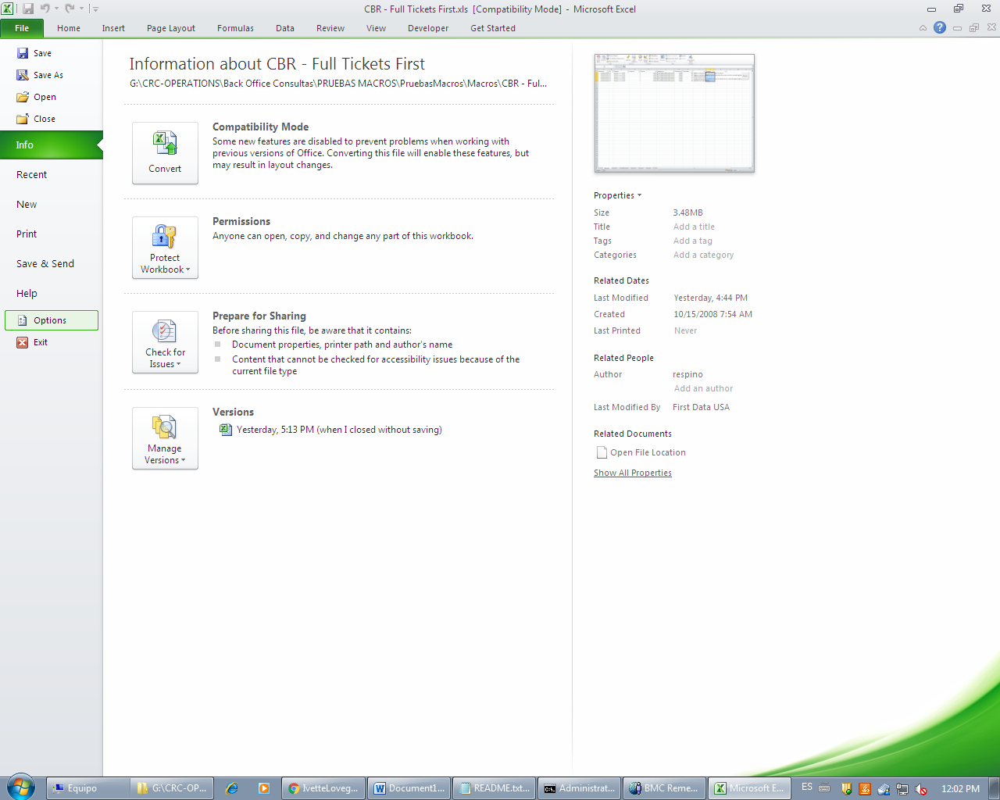 CBR - Full Tickets First.xls [Compatibility Mode] - Microsoft Excel
File Home Insert Page Layout Formulas Data Review View Developer Get Started
Save
Save As
Open
Close
Info
Recent
New
Print
Save & Send
Help
Options
Exit
Information about CBR - Full Tickets First
G:\CRC-OPERATIONS\Back Office Consultas\PRUEBAS MACROS\PruebasMacros\Macros\CBR - Ful...
Convert
Compatibility Mode
Some new features are disabled to prevent problems when working with
previous versions of Office. Converting this file will enable these features, but
may result in layout changes.
Protect
Workbook
Permissions
Anyone can open, copy, and change any part of this workbook.
Check for
Issues
Prepare for Sharing
Before sharing this file, be aware that it contains:
Document properties, printer path and author's name
Content that cannot be checked for accessibility issues because of the
current file type
Manage
Versions
Versions
Yesterday, 5:13 PM (when I closed without saving)
Properties
Size 3.48MB
Title Add a title
Tags Add a tag
Categories Add a category
Related Dates
Last Modified Yesterday, 4:44 PM
Created 10/15/2008 7:54 AM
Last Printed Never
Related People
Author respino
Add an author
Last Modified By First Data USA
Related Documents
Open File Location
Show All Properties
Equipo G:\CRC-OP... IvetteLoveg... Document1... README.txt... Administrat... BMC Reme... Microsoft E... ES 12:02 PM